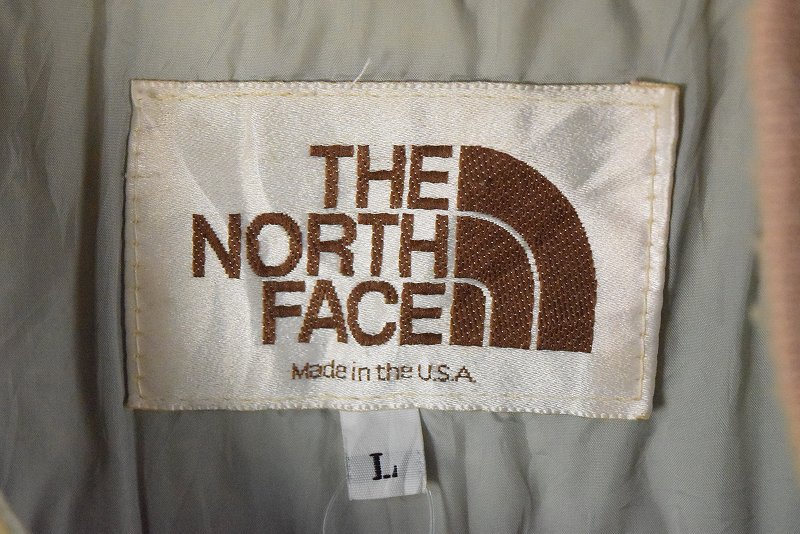 THE
NORTH
FACE
Made in the U.S.A.
L